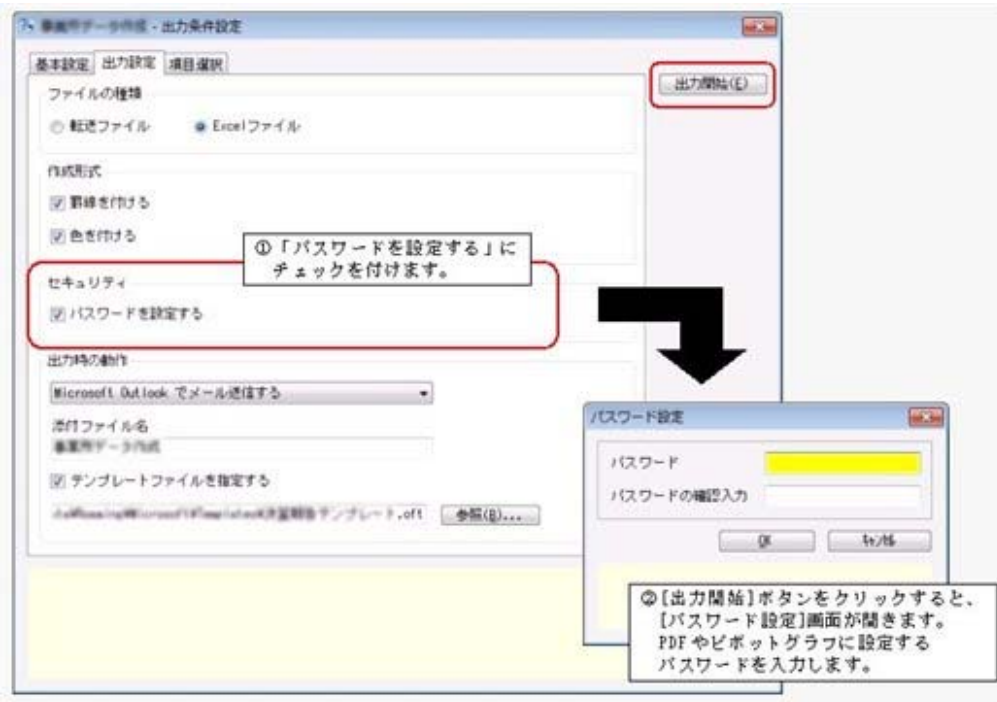 - 出力条件設定
基本設定 出力設定 項目選択
出力開始(E)
ファイルの種類
転送ファイル Excelファイル
作成形式
罫線を付ける
色を付ける
①「パスワードを設定する」に
チェックを付けます。
セキュリティ
パスワードを設定する
出力時の動作
Microsoft Outlook でメール送信する
添付ファイル名
テンプレートファイルを指定する
テンプレート.oft 参照(B)...
パスワード設定
パスワード
パスワードの確認入力
OK ｷｬﾝｾﾙ
②[出力開始]ボタンをクリックすると、
[パスワード設定]画面が開きます。
PDFやピボットグラフに設定する
パスワードを入力します。